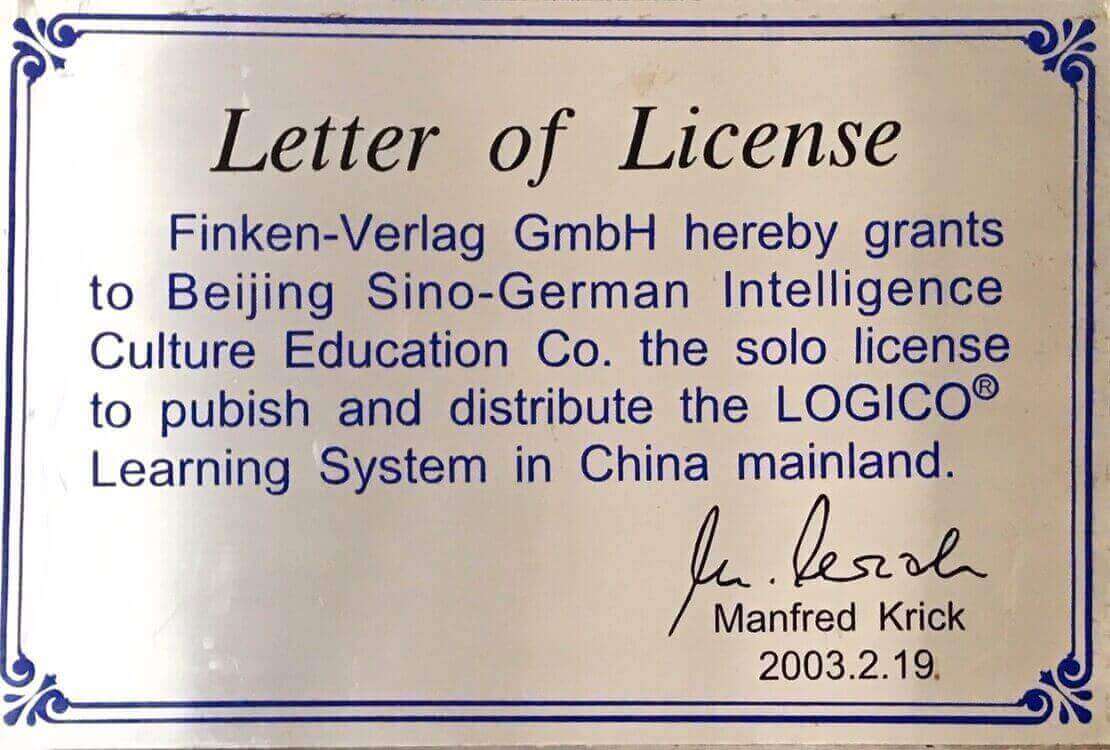 Letter of License
Finken-Verlag GmbH hereby grants
to Beijing Sino-German Intelligence
Culture Education Co. the solo license
to pubish and distribute the LOGICO®
Learning System in China mainland.
Manfred Krick
2003.2.19.